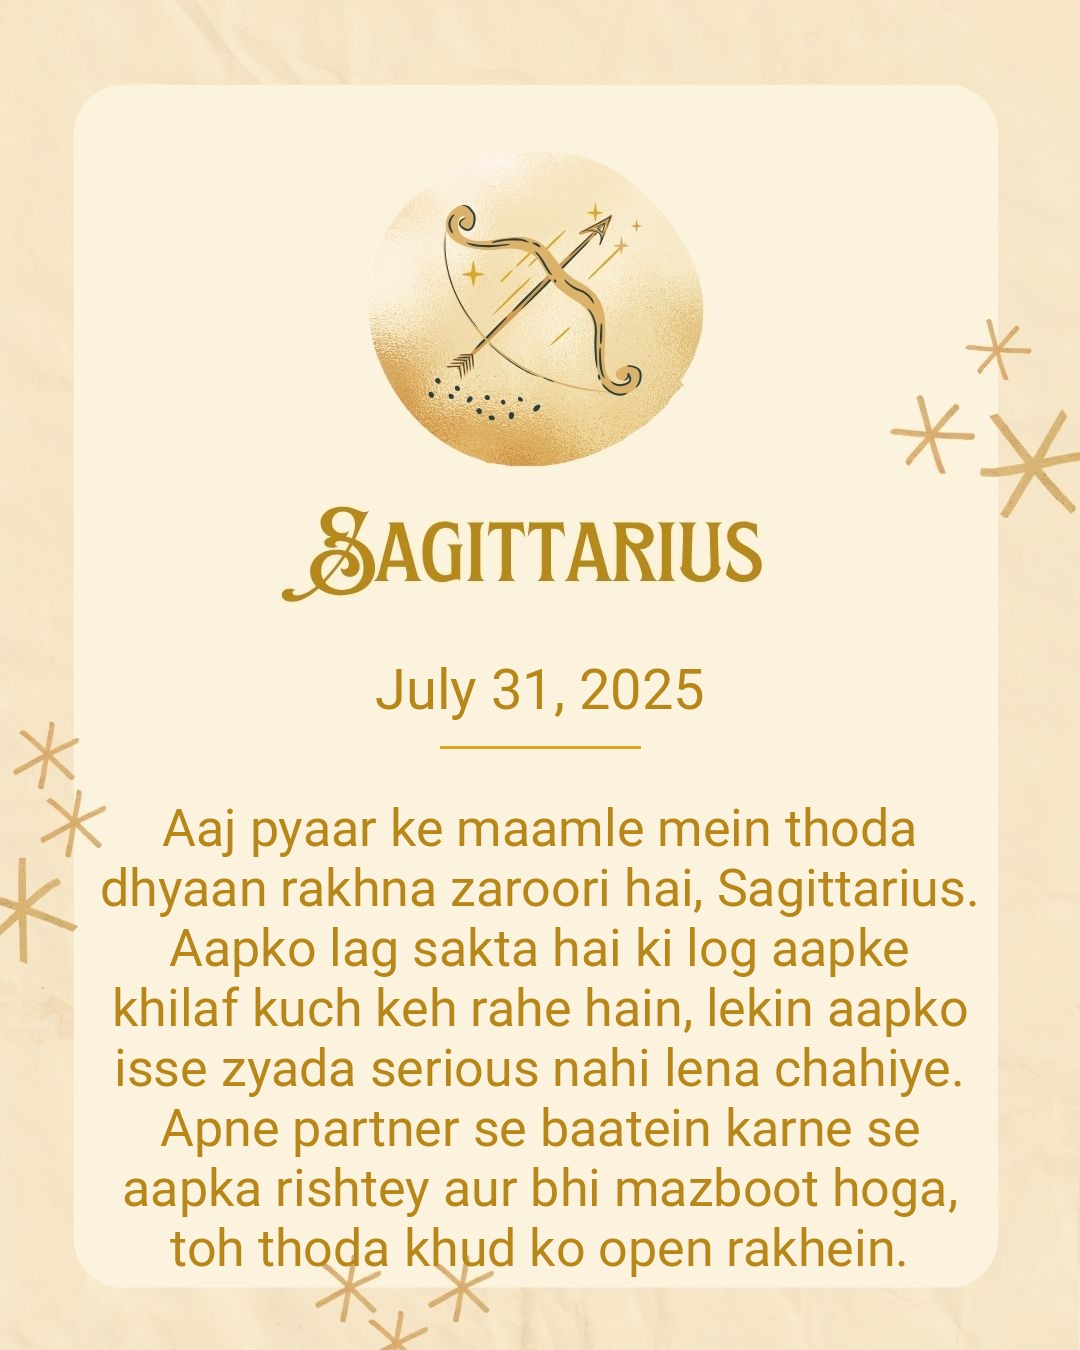 Sagittarius
July 31, 2025
Aaj pyaar ke maamle mein thoda
dhyaan rakhna zaroori hai, Sagittarius.
Aapko lag sakta hai ki log aapke
khilaf kuch keh rahe hain, lekin aapko
isse zyada serious nahi lena chahiye.
Apne partner se baatein karne se
aapka rishtey aur bhi mazboot hoga,
toh thoda khud ko open rakhein.